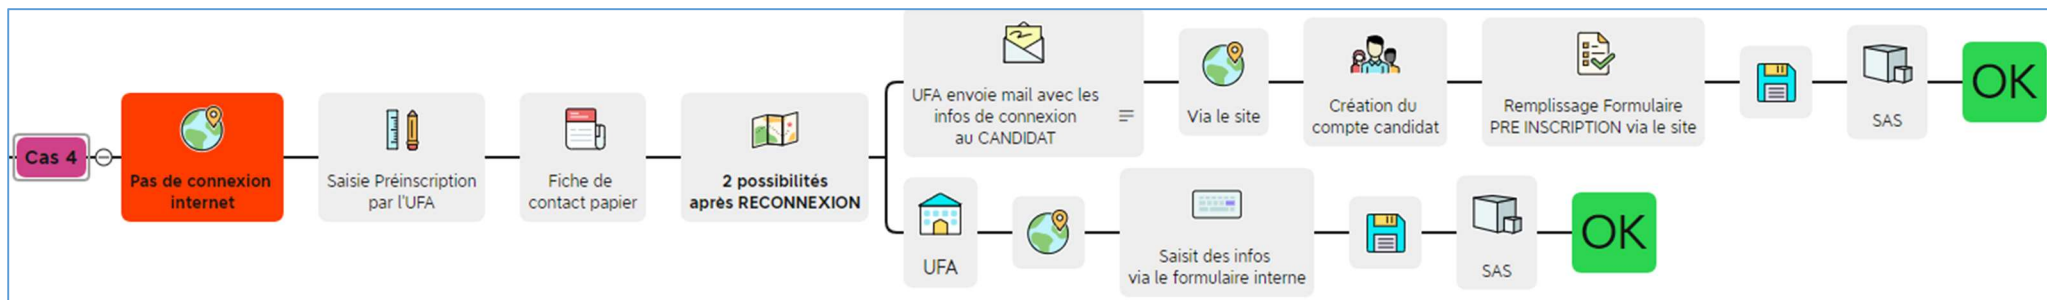 Cas 4
Pas de connexion
internet
Saisie Préinscription
par l'UFA
Fiche de
contact papier
2 possibilités
après RECONNEXION
UFA envoie mail avec les
infos de connexion
au CANDIDAT
Via le site
Création du
compte candidat
Remplissage Formulaire
PRE INSCRIPTION via le site
SAS
OK
UFA
Saisit des infos
via le formulaire interne
SAS
OK